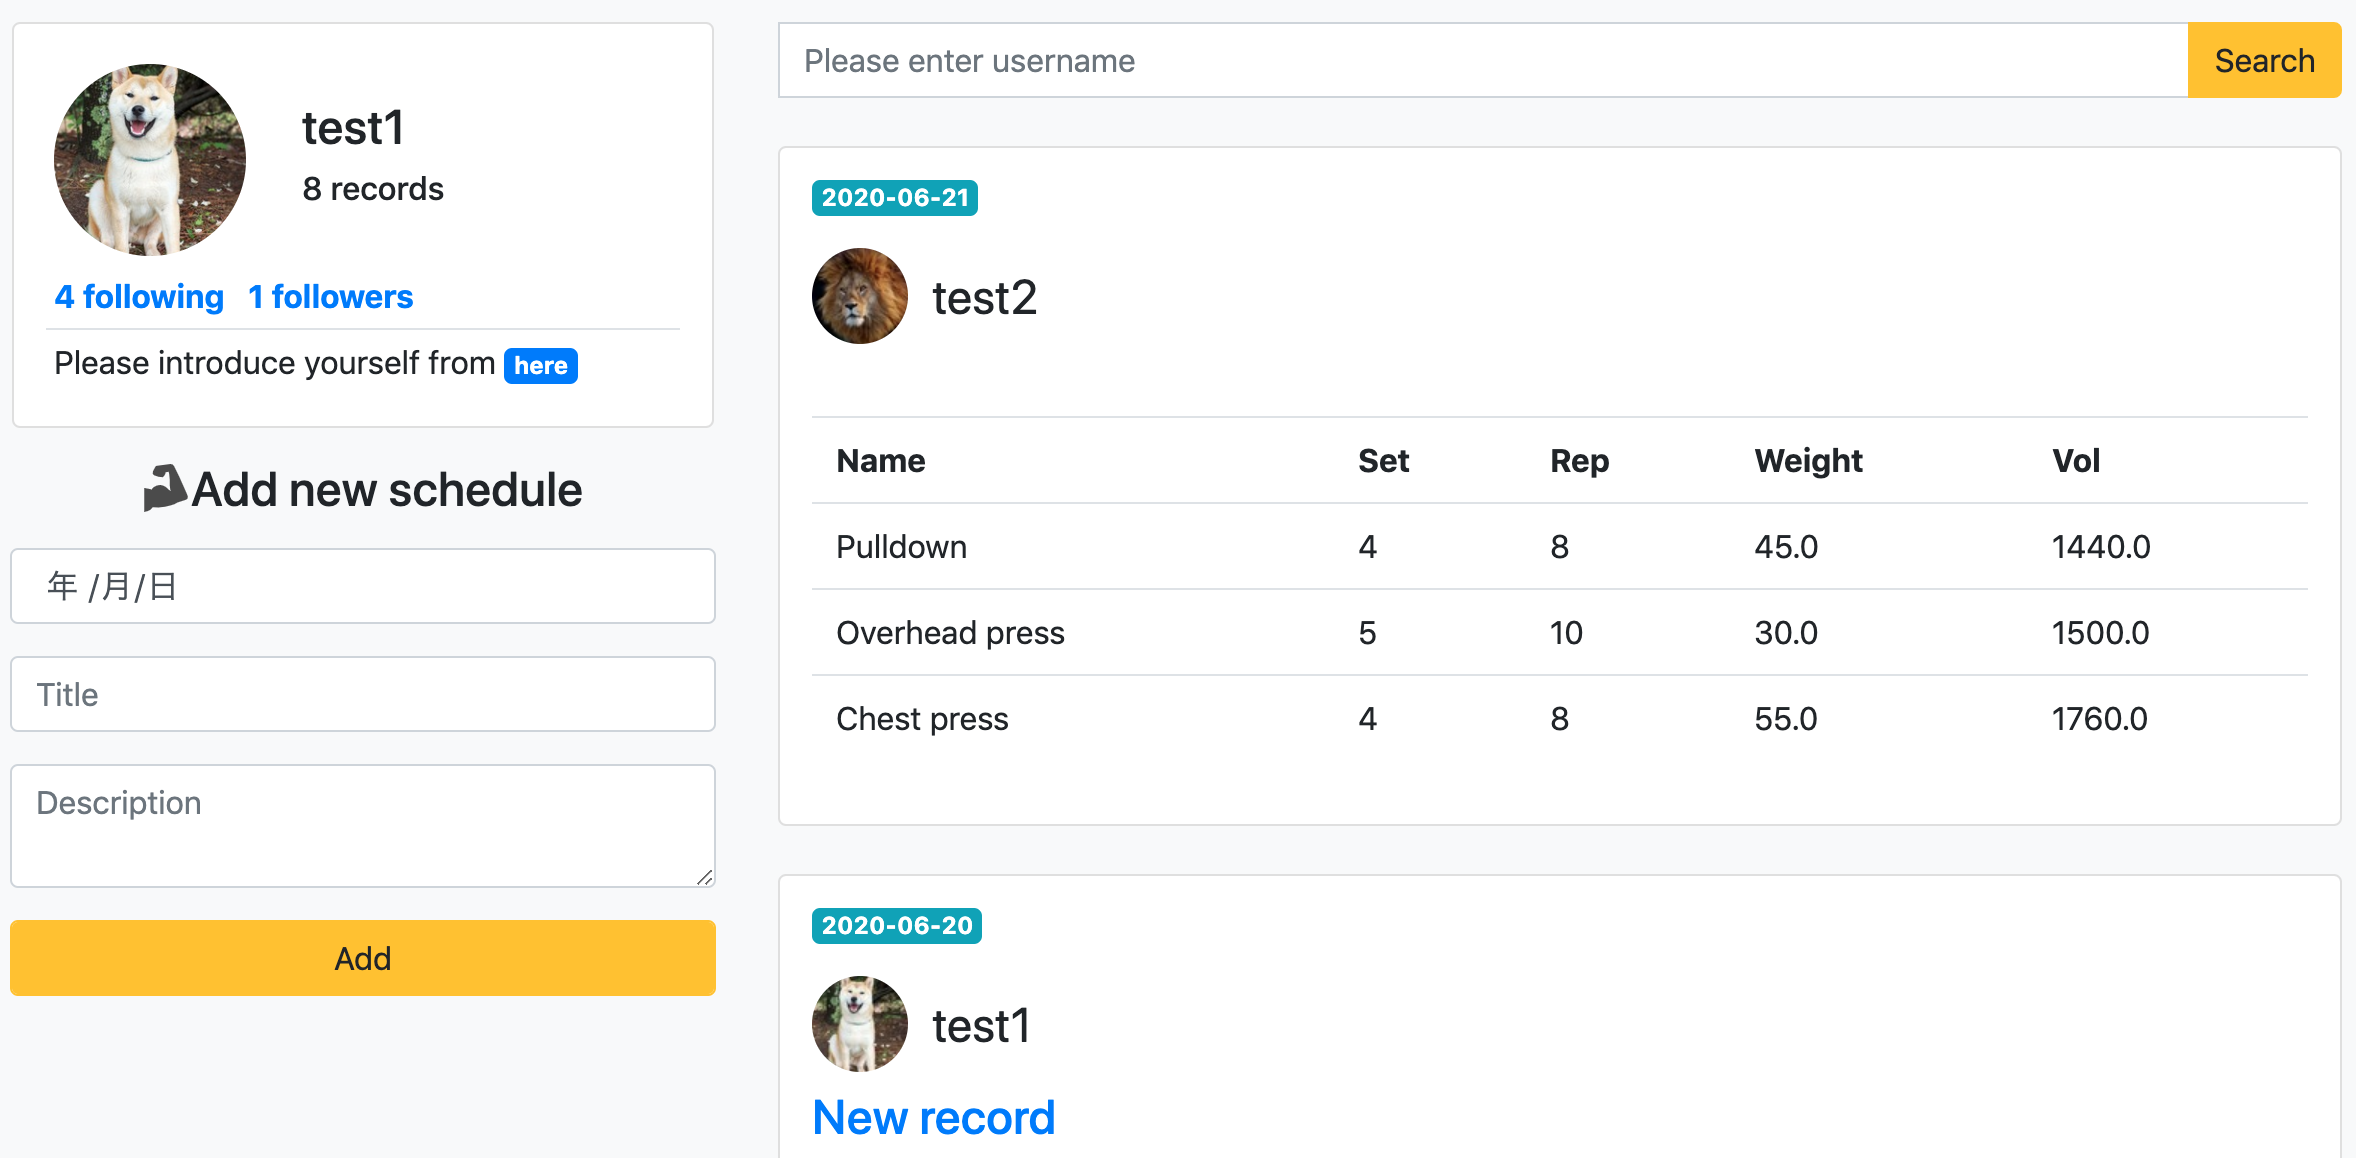 test1
8 records
4 following 1 followers
Please introduce yourself from here
Add new schedule
年 /月/日
Title
Description
Add
Please enter username Search
2020-06-21
test2
Name Set Rep Weight Vol
Pulldown 4 8 45.0 1440.0
Overhead press 5 10 30.0 1500.0
Chest press 4 8 55.0 1760.0
2020-06-20
test1
New record